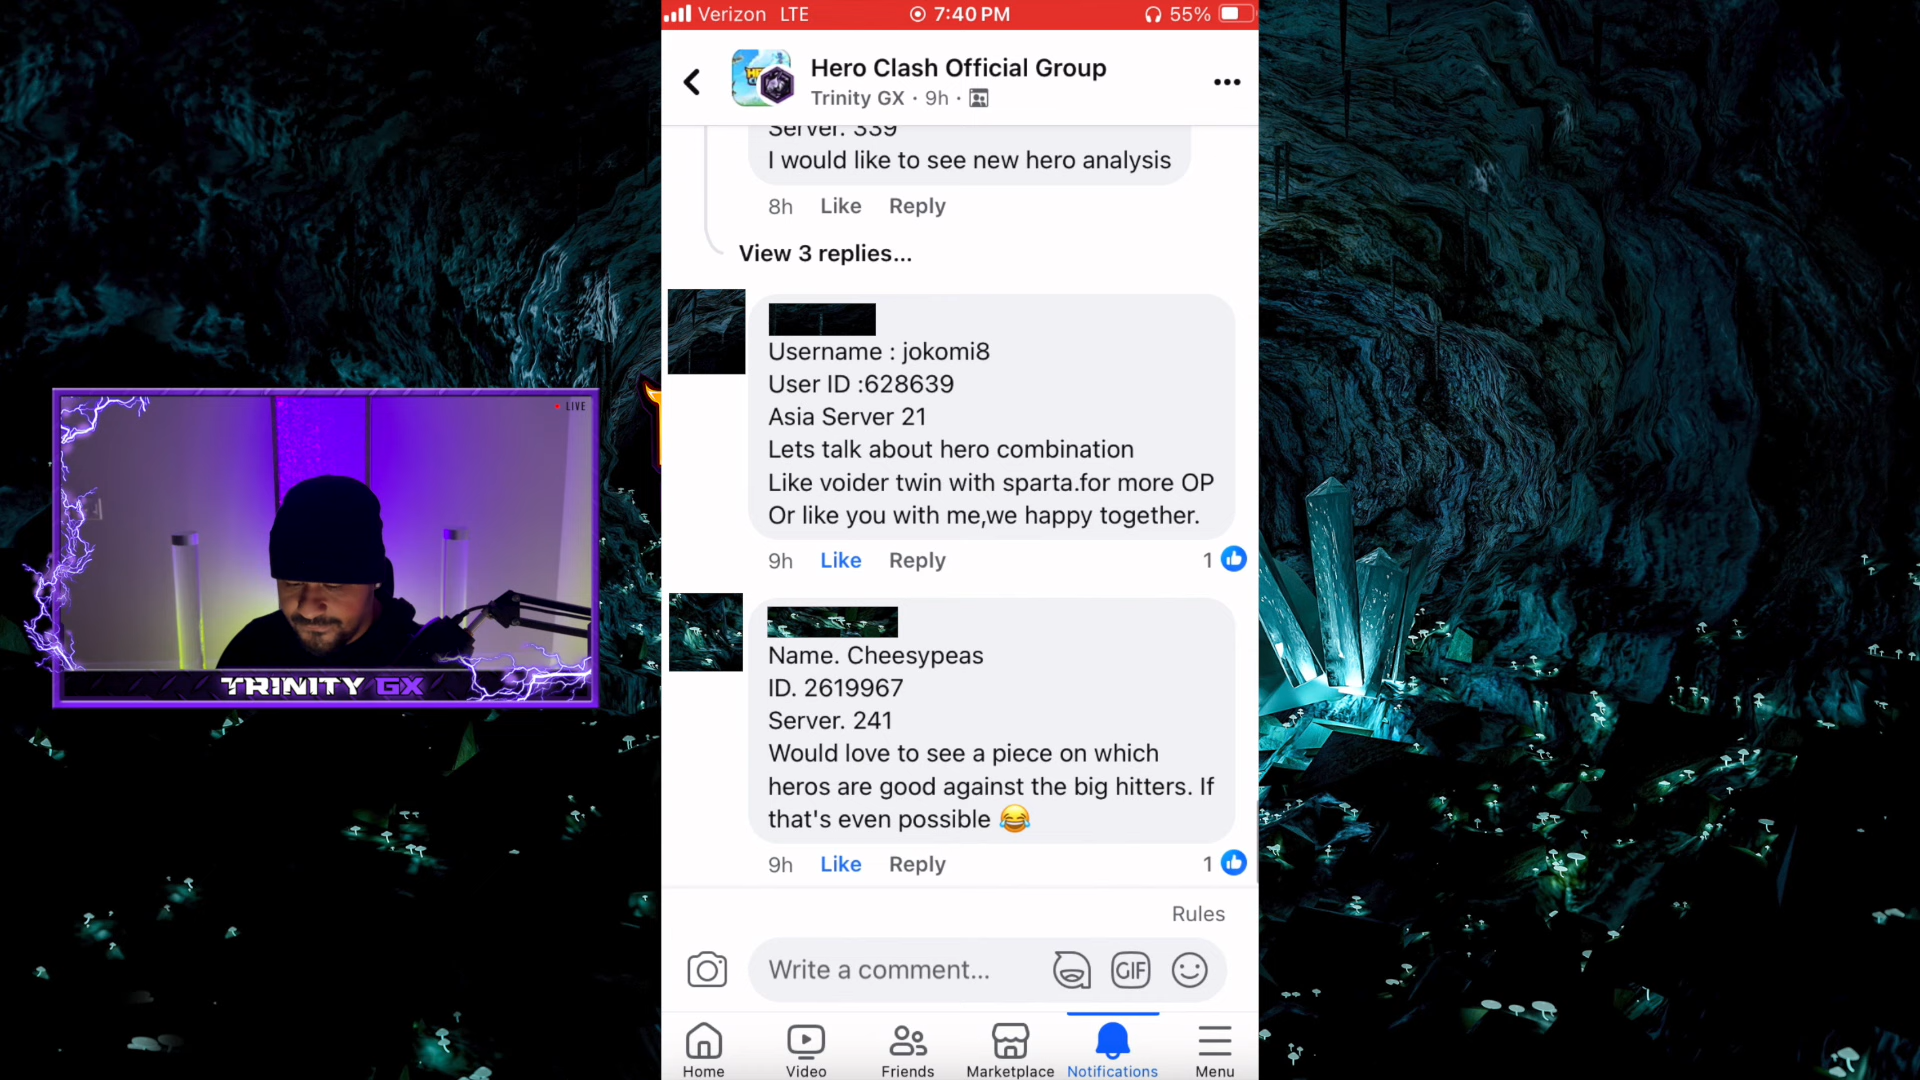 Verizon LTE 7:40 PM 55%
Hero Clash Official Group
Trinity GX · 9h ·
Server. 339
I would like to see new hero analysis
8h Like Reply
View 3 replies...
Username : jokomi8
User ID :628639
Asia Server 21
Lets talk about hero combination
Like voider twin with sparta.for more OP
Or like you with me,we happy together.
9h Like Reply 1
Name. Cheesypeas
ID. 2619967
Server. 241
Would love to see a piece on which
heros are good against the big hitters. If
that's even possible 😂
9h Like Reply 1
Rules
Write a comment...
GIF
Home Video Friends Marketplace Notifications Menu
LIVE
TRINITY GX